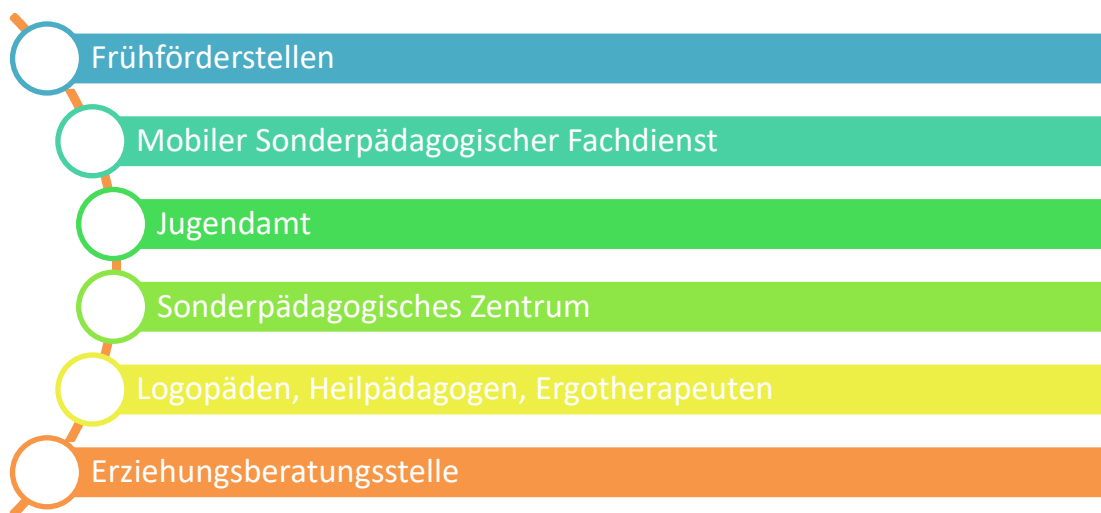 Frühförderstellen
Mobiler Sonderpädagogischer Fachdienst
Jugendamt
Sonderpädagogisches Zentrum
Logopäden, Heilpädagogen, Ergotherapeuten
Erziehungsberatungsstelle